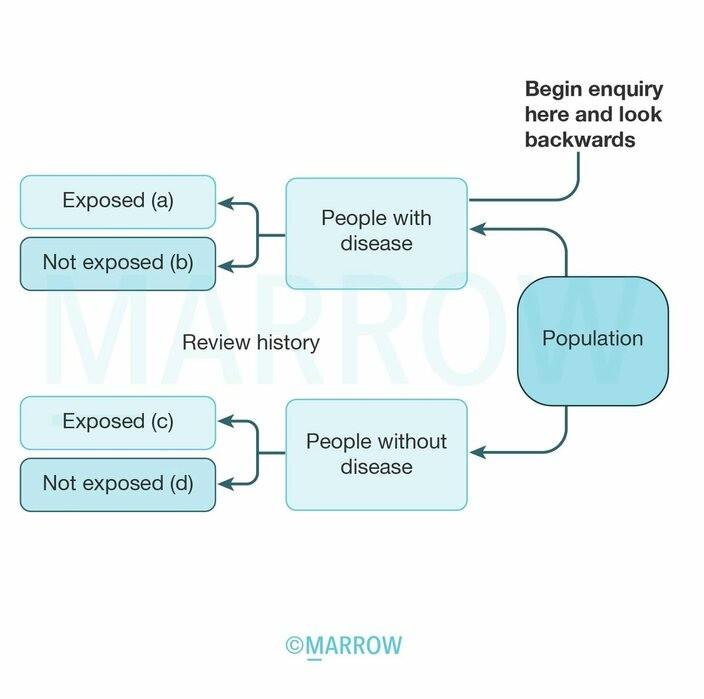 Begin enquiry
here and look
backwards
Exposed (a)
Not exposed (b)
People with
disease
Population
Review history
Exposed (c)
Not exposed (d)
People without
disease
MARROW
©MARROW